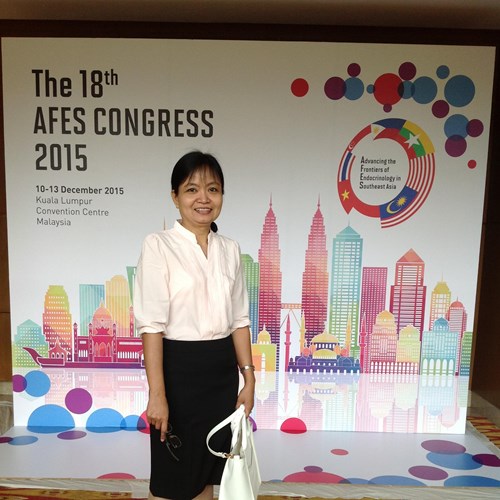 The 18th
AFES CONGRESS
2015
10-13 December 2015
Kuala Lumpur
Convention Centre
Malaysia
Advancing the
Frontiers of
Endocrinology in
Southeast Asia